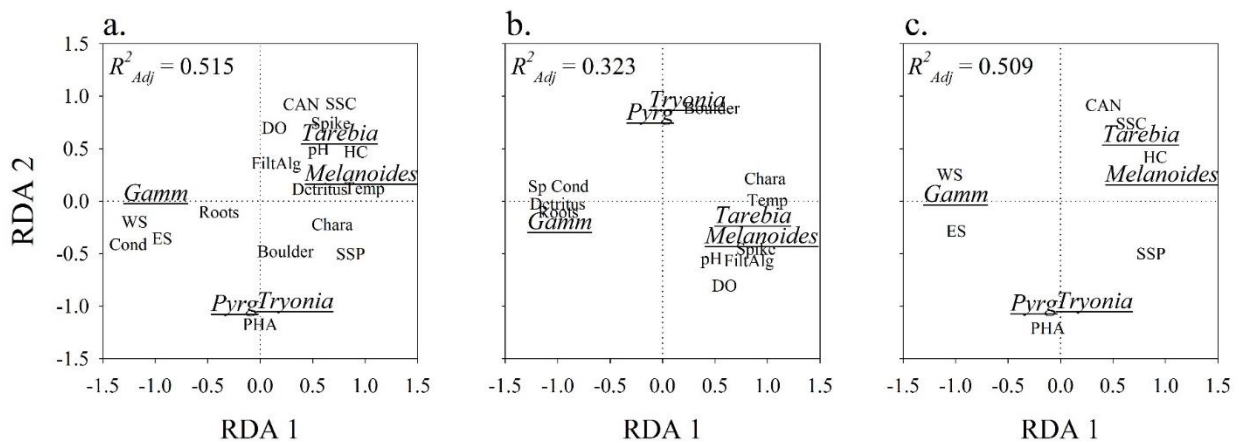 a.
R²Adj = 0.515
CAN SSC
Spike
DO
Tarebia
pH HC
FiltAlg
Melanoides
Detritus Temp
Gamm
Roots
WS
Chara
Cond ES
Boulder SSP
Pyrg Tryonia
PHA
1.5
1.0
0.5
0.0
-0.5
-1.0
-1.5
RDA 2
-1.5 -1.0 -0.5 0.0 0.5 1.0 1.5
RDA 1
b.
R²Adj = 0.323
Tryonia
Pyrg Boulder
Sp Cond Chara
Detritus Temp
Roots
Gamm Tarebia
Melanoides
Spike
pH FiltAlg
DO
-1.5 -1.0 -0.5 0.0 0.5 1.0 1.5
RDA 1
c.
R²Adj = 0.509
CAN
SSC
Tarebia
HC
WS Melanoides
Gamm
ES
SSP
Pyrg Tryonia
PHA
-1.5 -1.0 -0.5 0.0 0.5 1.0 1.5
RDA 1